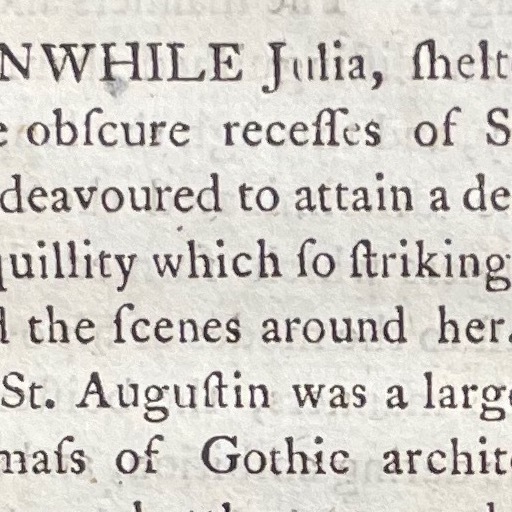 NWHILE Julia, ſhelt
e obſcure receſſes of S
deavoured to attain a de
quillity which ſo ſtriking
d the ſcenes around her.
St. Auguſtin was a large
maſs of Gothic archit